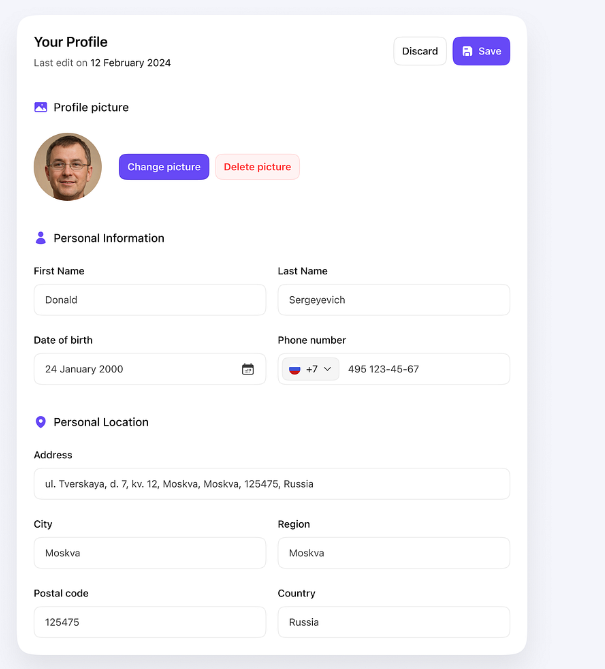 Your Profile
Last edit on 12 February 2024
Discard
Save
Profile picture
Change picture
Delete picture
Personal Information
First Name
Last Name
Donald
Sergeyevich
Date of birth
Phone number
24 January 2000
+7
495 123-45-67
Personal Location
Address
ul. Tverskaya, d. 7, kv. 12, Moskva, Moskva, 125475, Russia
City
Region
Moskva
Moskva
Postal code
Country
125475
Russia